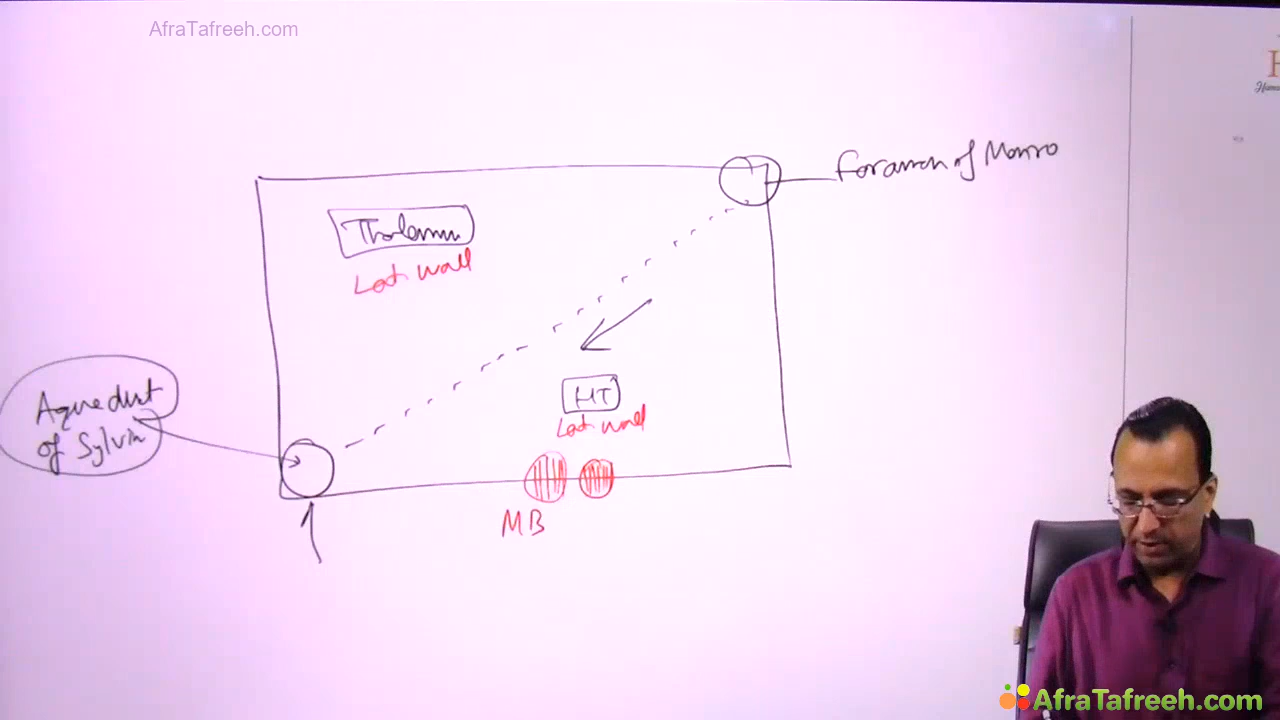 AfraTafreeh.com
H
Foramen of Monro
Thalamus
Lat wall
Aqueduct
of Sylvius
HT
Lat wall
MB
AfraTafreeh.com